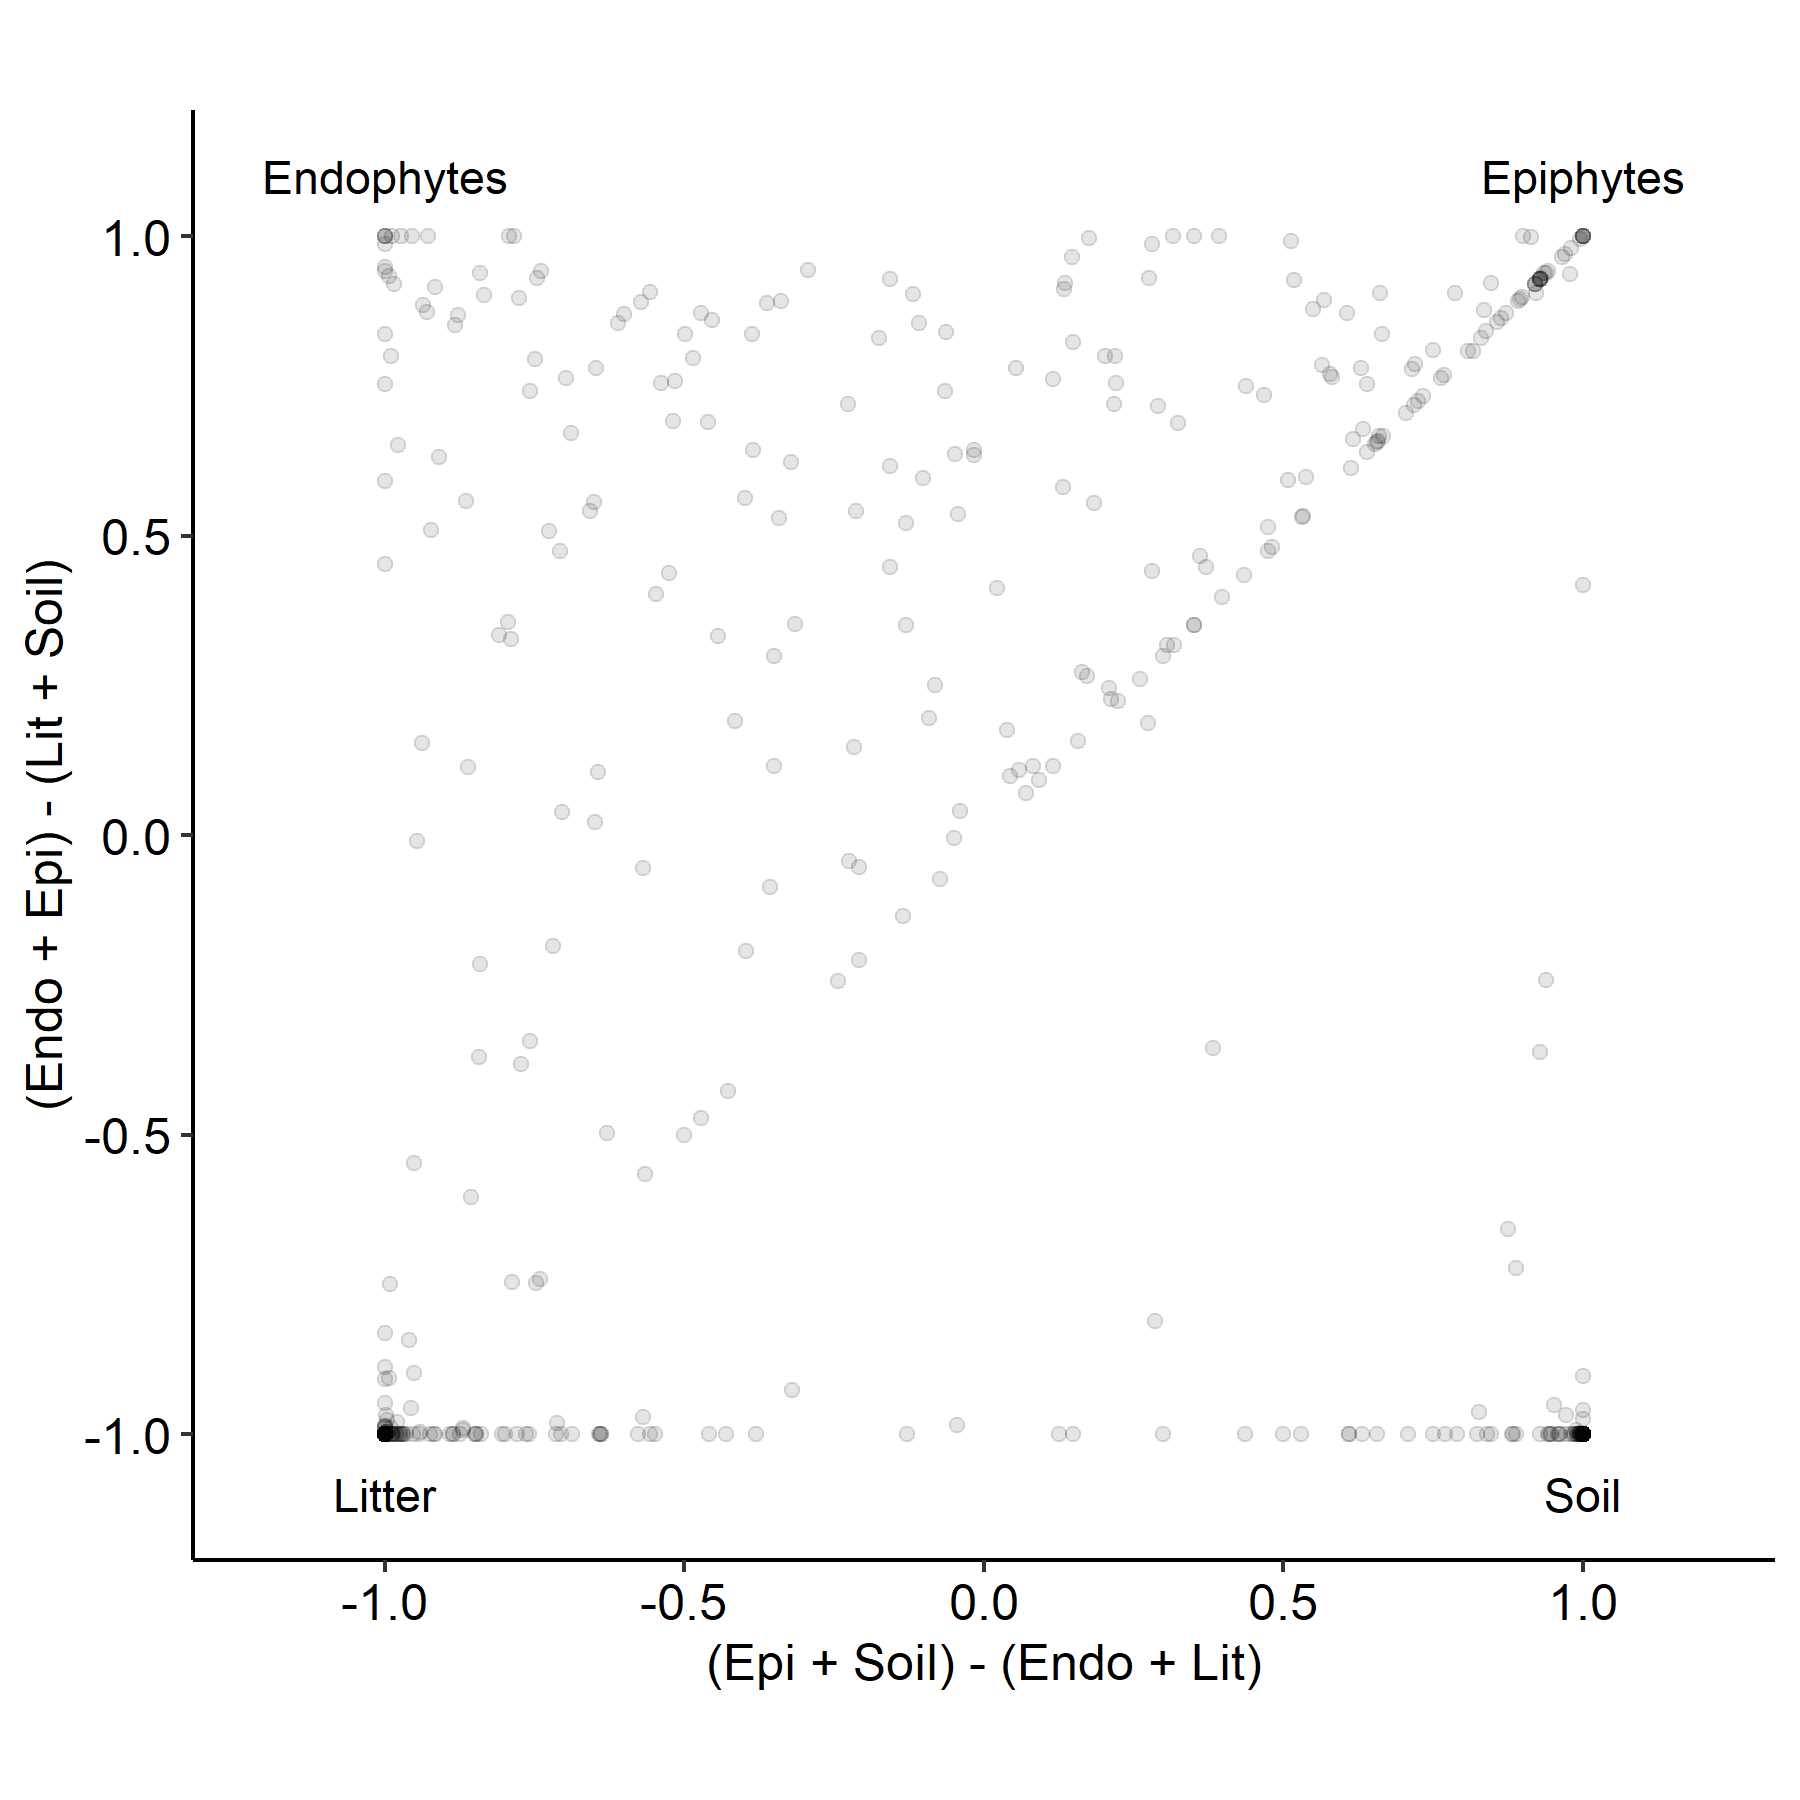 Endophytes
Epiphytes
1.0
0.5
0.0
-0.5
-1.0
(Endo + Epi) - (Lit + Soil)
Litter
Soil
-1.0
-0.5
0.0
0.5
1.0
(Epi + Soil) - (Endo + Lit)